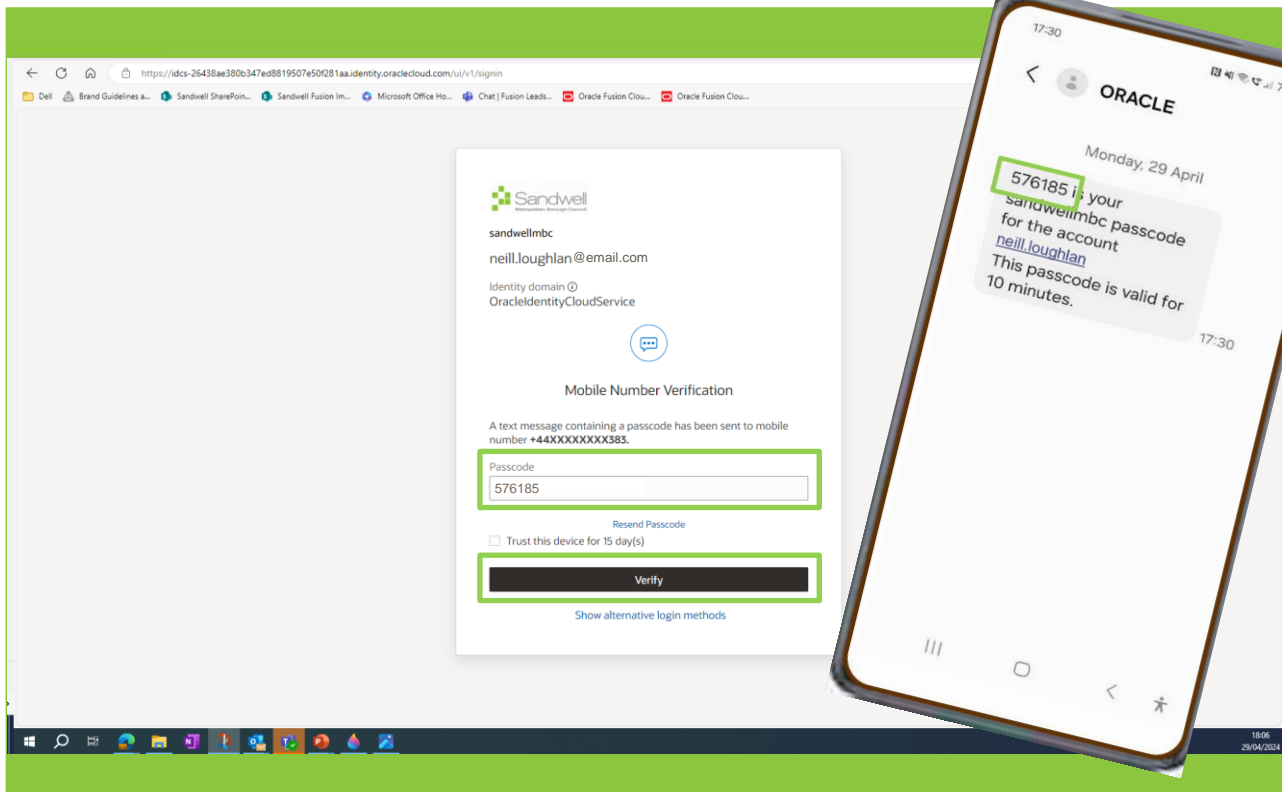 https://idcs-26438ae380b347ed8819507e50f281aa.identity.oraclecloud.com/ui/v1/signin
Dell Brand Guidelines a... Sandwell SharePoin... Sandwell Fusion Im... Microsoft Office Ho... Chat | Fusion Leads... Oracle Fusion Clou... Oracle Fusion Clou...
Sandwell
Metropolitan Borough Council
sandwellmbc
neill.loughlan@email.com
Identity domain
OracleIdentityCloudService
Mobile Number Verification
A text message containing a passcode has been sent to mobile
number +44XXXXXXXX383.
Passcode
576185
Resend Passcode
Trust this device for 15 day(s)
Verify
Show alternative login methods
18:06
29/04/2024
17:30
ORACLE
Monday, 29 April
576185 is your
sandwellmbc passcode
for the account
neill.loughlan
This passcode is valid for
10 minutes.
17:30